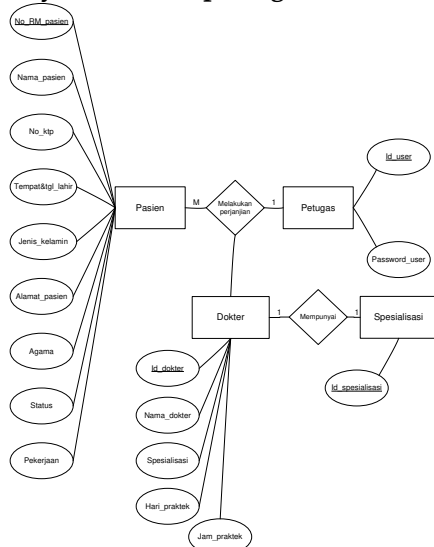 No_RM_pasien
Nama_pasien
No_ktp
Tempat&tgl_lahir
Jenis_kelamin
Alamat_pasien
Agama
Status
Pekerjaan
Pasien
M
Melakukan
perjanjian
1
Petugas
Id_user
Password_user
Dokter
1
Mempunyai
1
Spesialisasi
Id_spesialisasi
Id_dokter
Nama_dokter
Spesialisasi
Hari_praktek
Jam_praktek